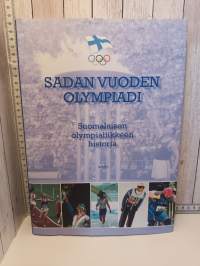 SADAN VUODEN
OLYMPIADI
Suomalaisen
olympialiikkeen
historia